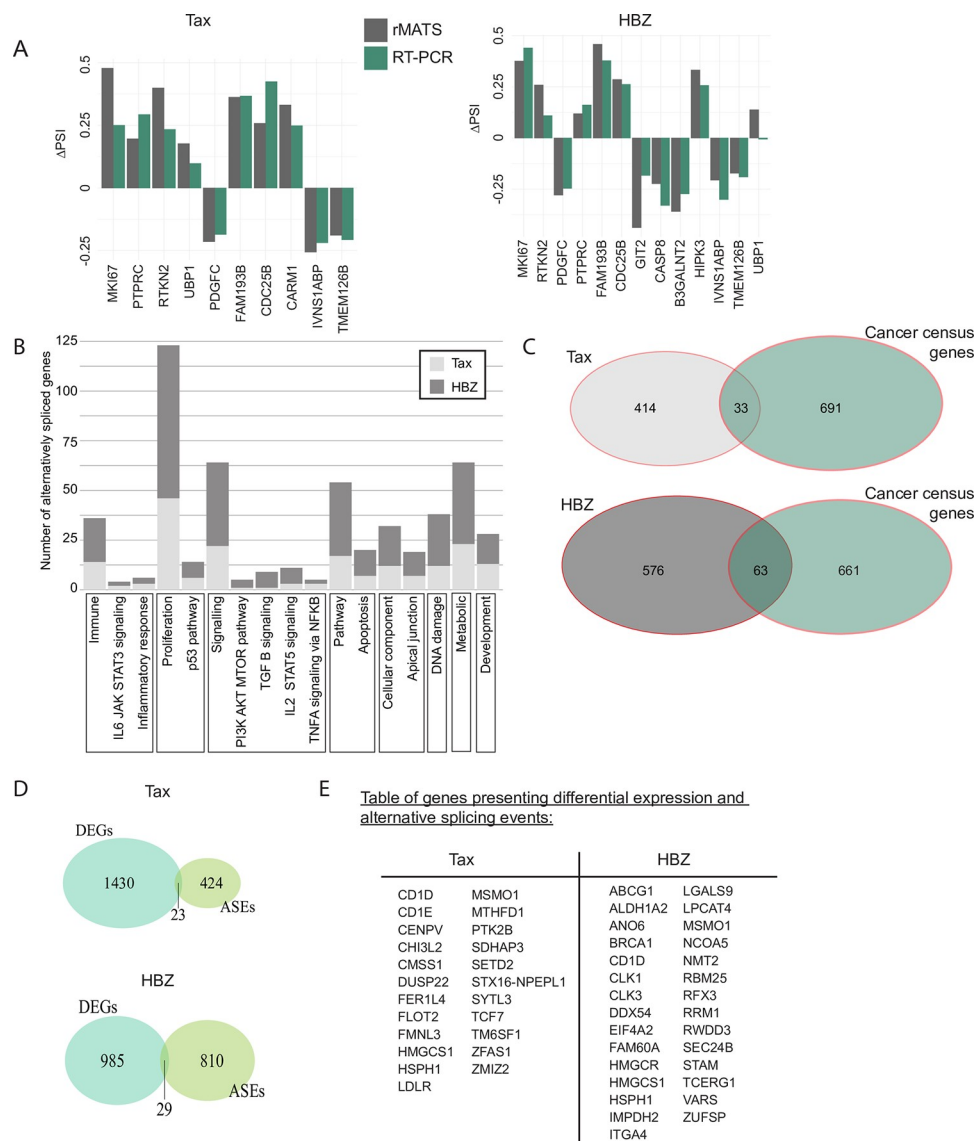 A
Tax
rMATS
RT-PCR
HBZ
ΔPSI
0.5
0.25
0
-0.25
MKI67
PTPRC
RTKN2
UBP1
PDGFC
FAM193B
CDC25B
CARM1
IVNS1ABP
TMEM126B
ΔPSI
0.5
0.25
0
-0.25
MKI67
RTKN2
PDGFC
PTPRC
FAM193B
CDC25B
GIT2
CASP8
B3GALNT2
HIPK3
IVNS1ABP
TMEM126B
UBP1
B
Number of alternatively spliced genes
125
100
75
50
25
0
Tax
HBZ
Immune
IL6 JAK STAT3 signaling
Inflammatory response
Proliferation
p53 pathway
Signalling
PI3K AKT MTOR pathway
TGF B signaling
IL2 STAT5 signaling
TNFA signaling via NFKB
Pathway
Apoptosis
Cellular component
Apical junction
DNA damage
Metabolic
Development
C
Tax
Cancer census
genes
414
33
691
HBZ
Cancer census
genes
576
63
661
D
Tax
DEGs
1430
424
23
ASEs
HBZ
DEGs
985
810
29
ASEs
E
Table of genes presenting differential expression and
alternative splicing events:
Tax
HBZ
CD1D MSMO1
CD1E MTHFD1
CENPV PTK2B
CHI3L2 SDHAP3
CMSS1 SETD2
DUSP22 STX16-NPEPL1
FER1L4 SYTL3
FLOT2 TCF7
FMNL3 TM6SF1
HMGCS1 ZFAS1
HSPH1 ZMIZ2
LDLR
ABCG1 LGALS9
ALDH1A2 LPCAT4
ANO6 MSMO1
BRCA1 NCOA5
CD1D NMT2
CLK1 RBM25
CLK3 RFX3
DDX54 RRM1
EIF4A2 RWDD3
FAM60A SEC24B
HMGCR STAM
HMGCS1 TCERG1
HSPH1 VARS
IMPDH2 ZUFSP
ITGA4